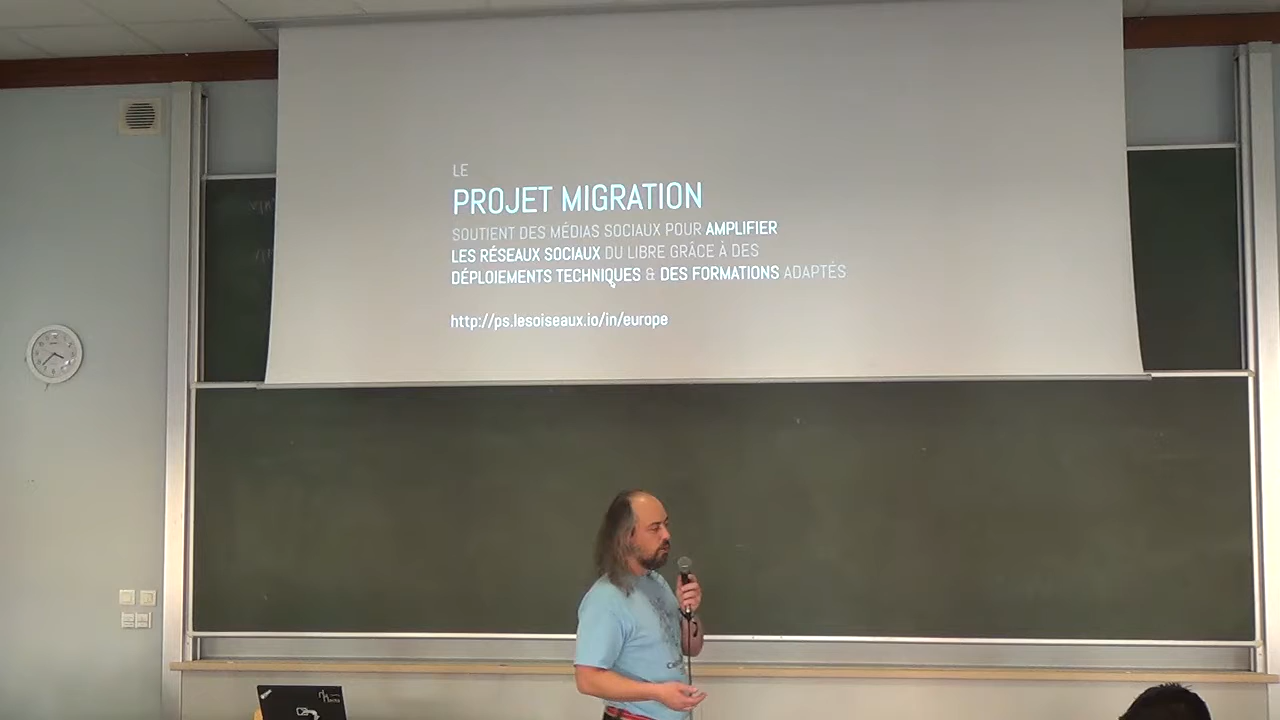 LE
PROJET MIGRATION
SOUTIENT DES MÉDIAS SOCIAUX POUR AMPLIFIER
LES RÉSEAUX SOCIAUX DU LIBRE GRÂCE À DES
DÉPLOIEMENTS TECHNIQUES & DES FORMATIONS ADAPTÉS
http://ps.lesoiseaux.io/in/europe